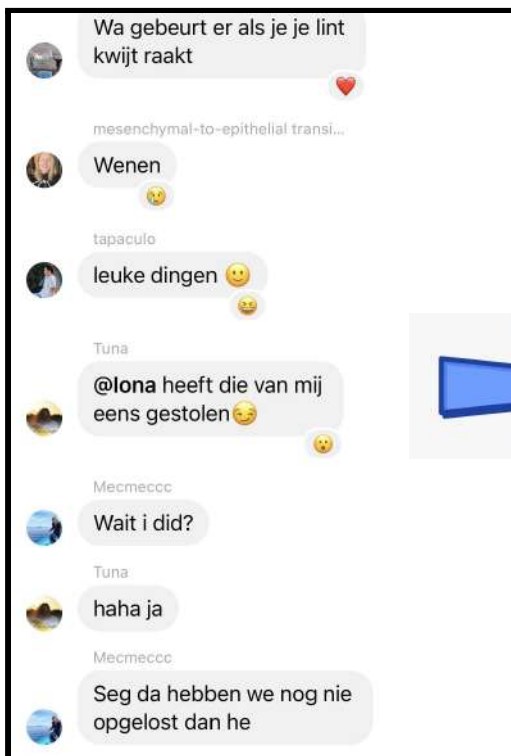 Wa gebeurt er als je je lint
kwijt raakt
mesenchymal-to-epithelial transi...
Wenen
tapaculo
leuke dingen 🙂
Tuna
@Iona heeft die van mij
eens gestolen😏
Mecmeccc
Wait i did?
Tuna
haha ja
Mecmeccc
Seg da hebben we nog nie
opgelost dan he